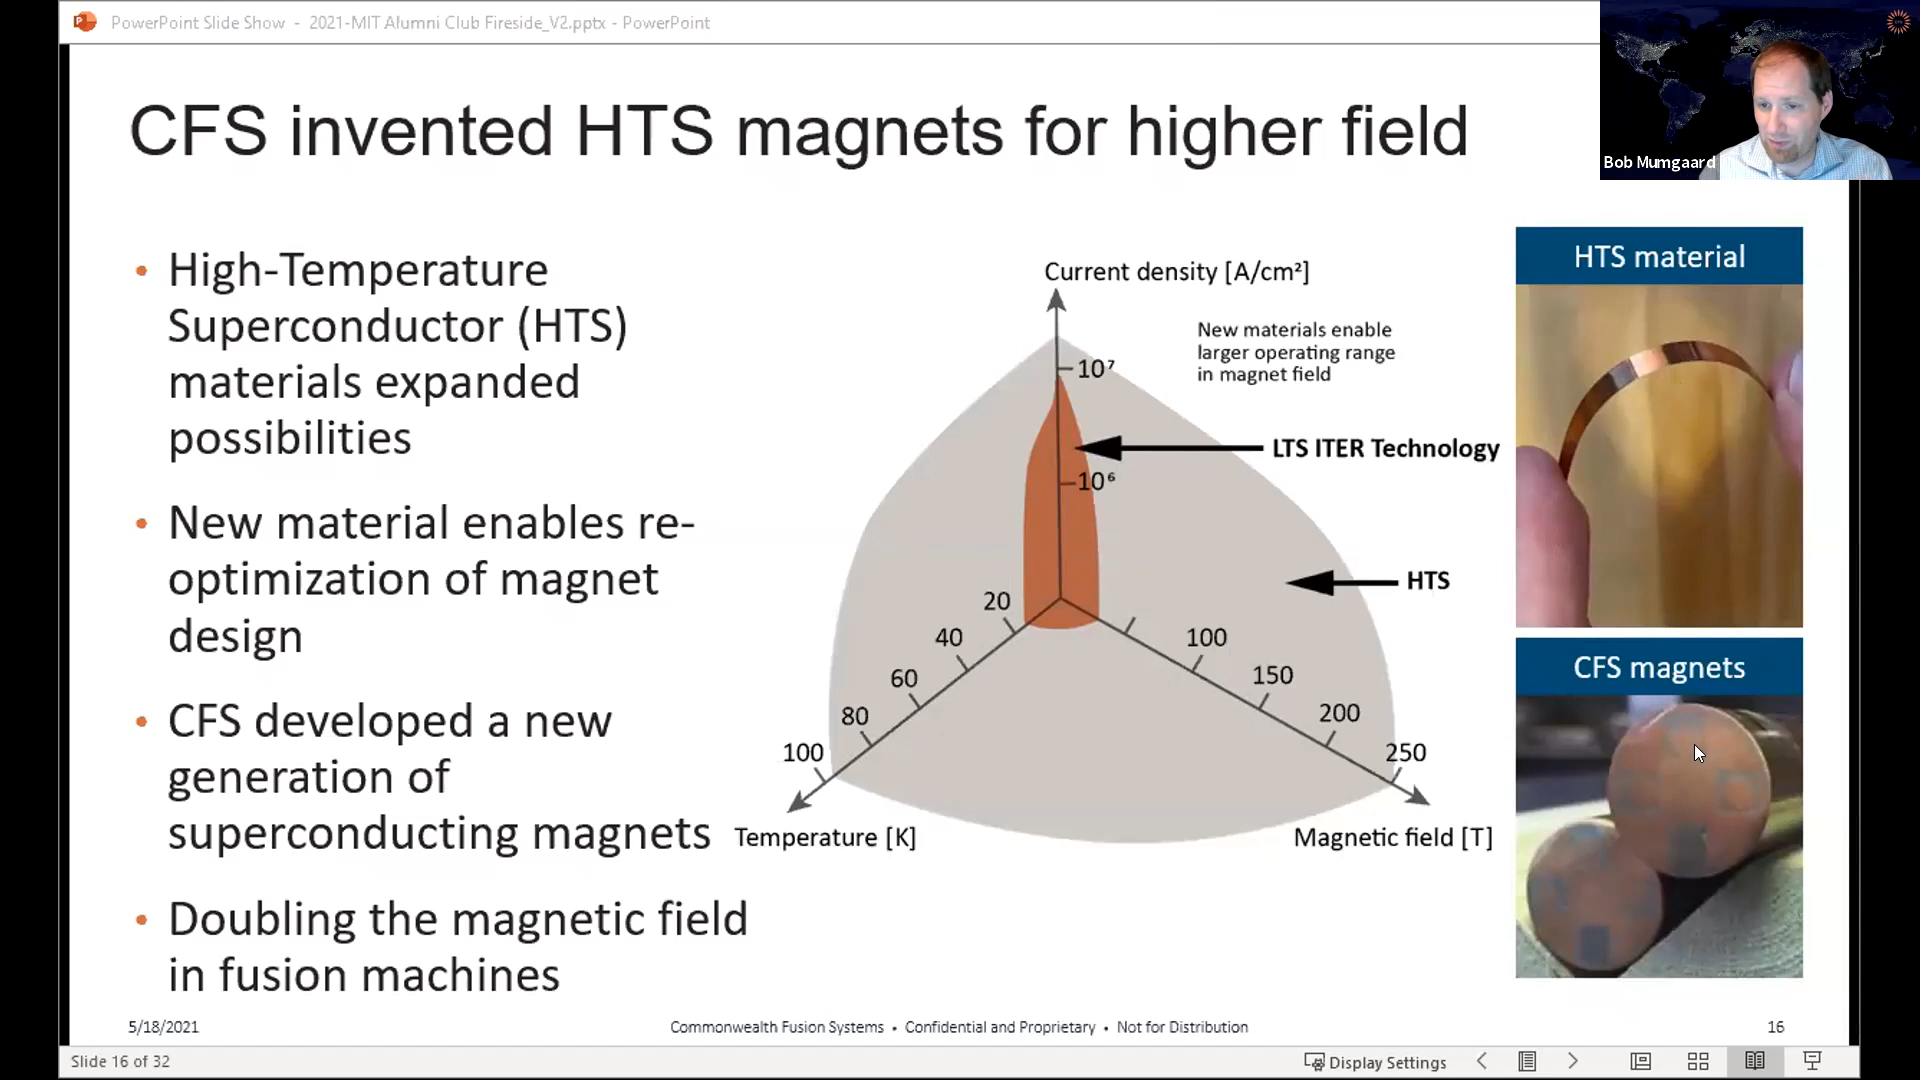 PowerPoint Slide Show - 2021-MIT Alumni Club Fireside_V2.pptx - PowerPoint
Bob Mumgaard
CFS invented HTS magnets for higher field
• High-Temperature
Superconductor (HTS)
materials expanded
possibilities
• New material enables re-
optimization of magnet
design
• CFS developed a new
generation of
superconducting magnets
• Doubling the magnetic field
in fusion machines
Current density [A/cm²]
New materials enable
larger operating range
in magnet field
10⁷
LTS ITER Technology
10⁶
HTS
20
40
60
80
100
Temperature [K]
100
150
200
250
Magnetic field [T]
HTS material
CFS magnets
5/18/2021
Commonwealth Fusion Systems • Confidential and Proprietary • Not for Distribution
16
Slide 16 of 32
Display Settings